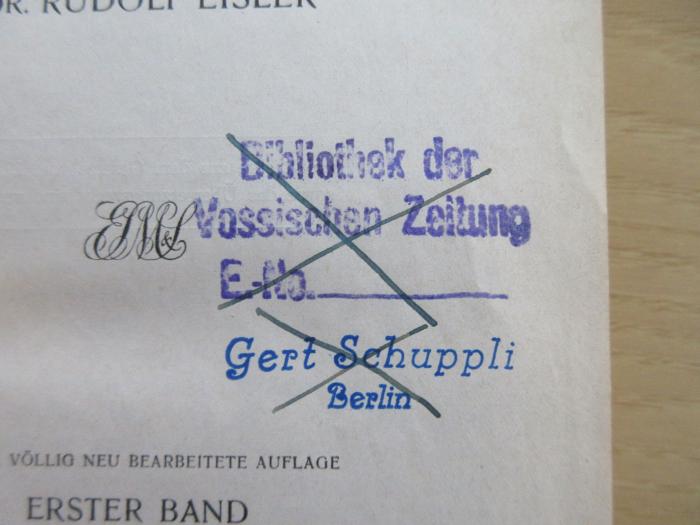 DR. RUDOLF EISLER
Bibliothek der
Vossischen Zeitung
E.-No.
Gert Schuppli
Berlin
VÖLLIG NEU BEARBEITETE AUFLAGE
ERSTER BAND